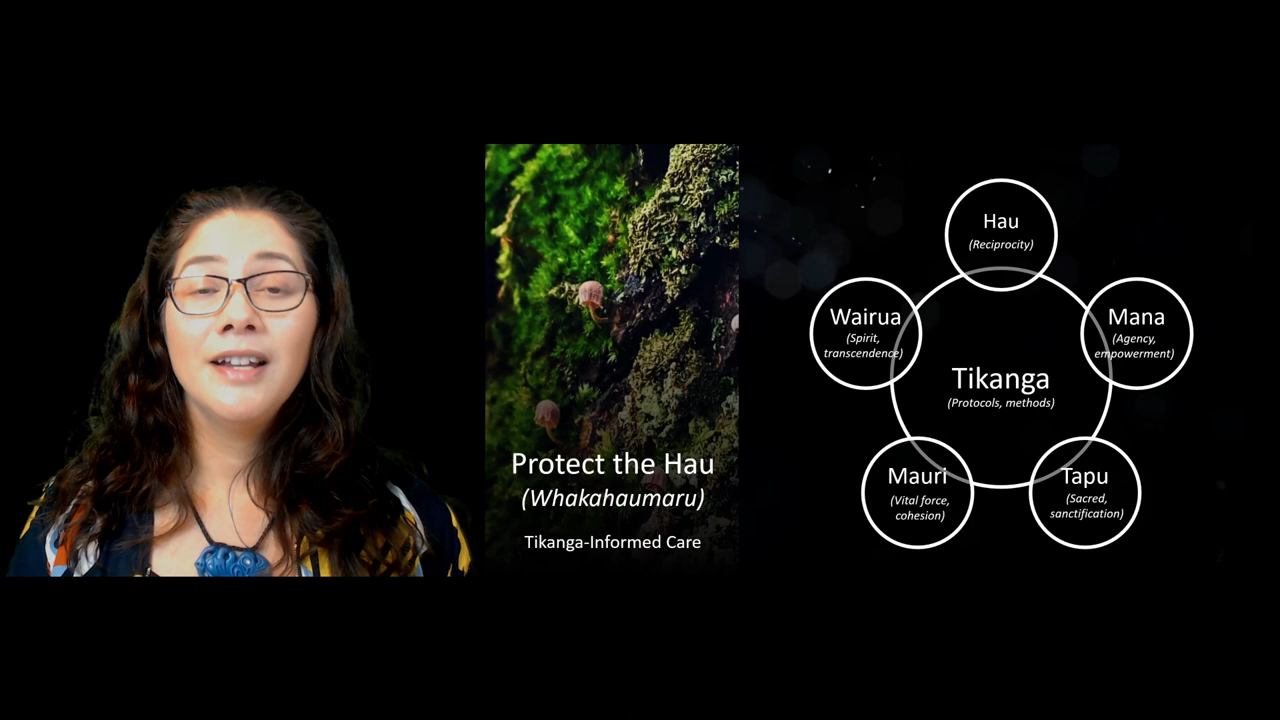 Protect the Hau
(Whakahaumaru)
Tikanga-Informed Care
Hau
(Reciprocity)
Wairua
(Spirit,
transcendence)
Mana
(Agency,
empowerment)
Tikanga
(Protocols, methods)
Mauri
(Vital force,
cohesion)
Tapu
(Sacred,
sanctification)